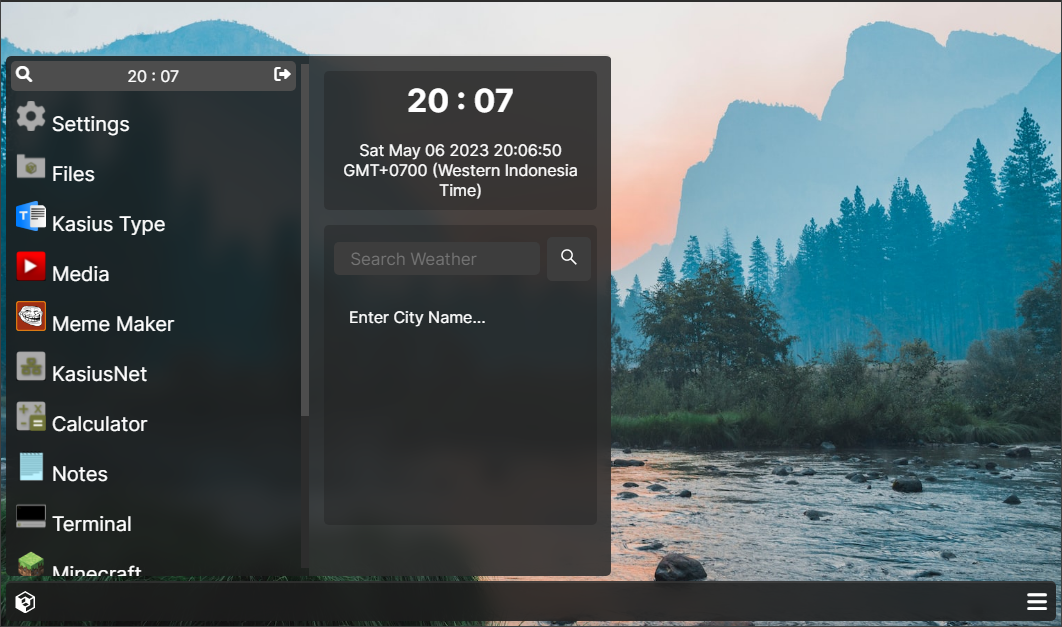 20 : 07
Settings
Files
Kasius Type
Media
Meme Maker
KasiusNet
Calculator
Notes
Terminal
Minecraft
20 : 07
Sat May 06 2023 20:06:50
GMT+0700 (Western Indonesia
Time)
Search Weather
Enter City Name...